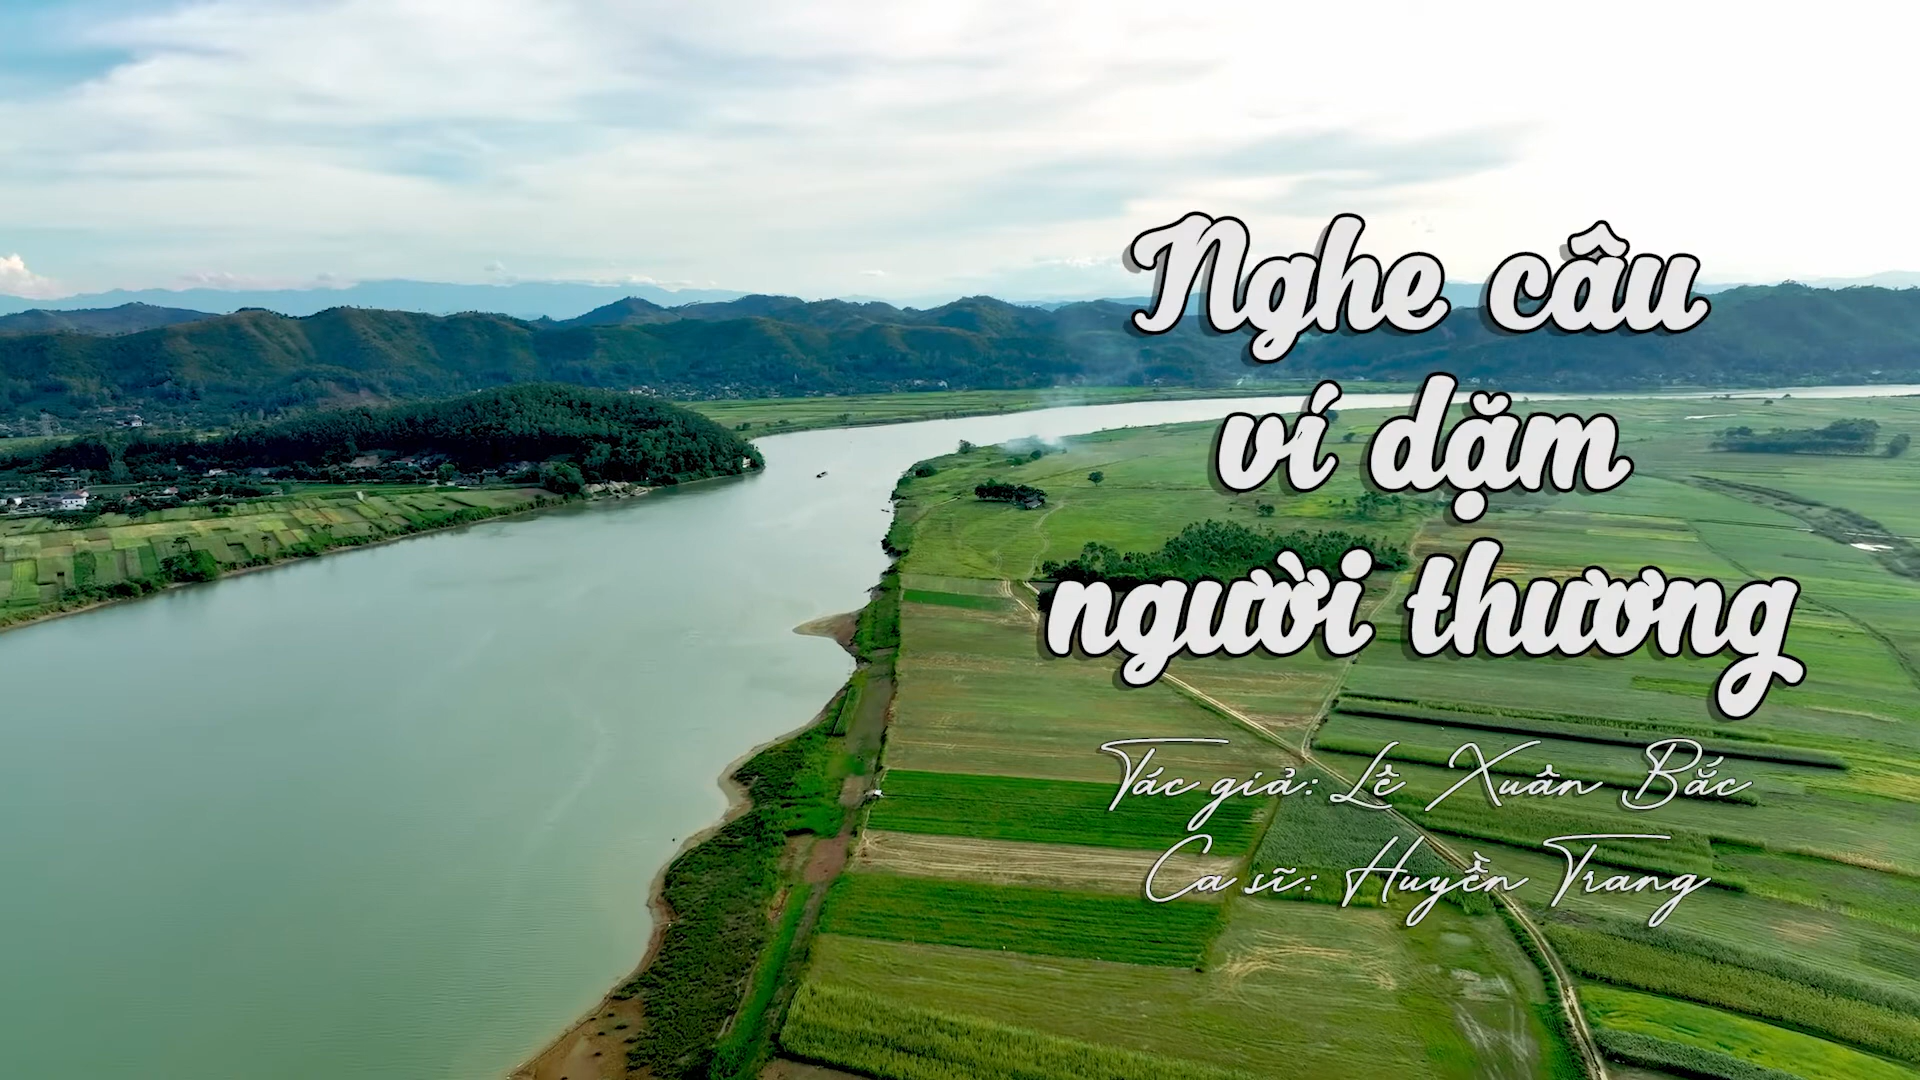 Nghe câu
ví dặm
người thương
Tác giả: Lê Xuân Bắc
Ca sĩ: Huyền Trang